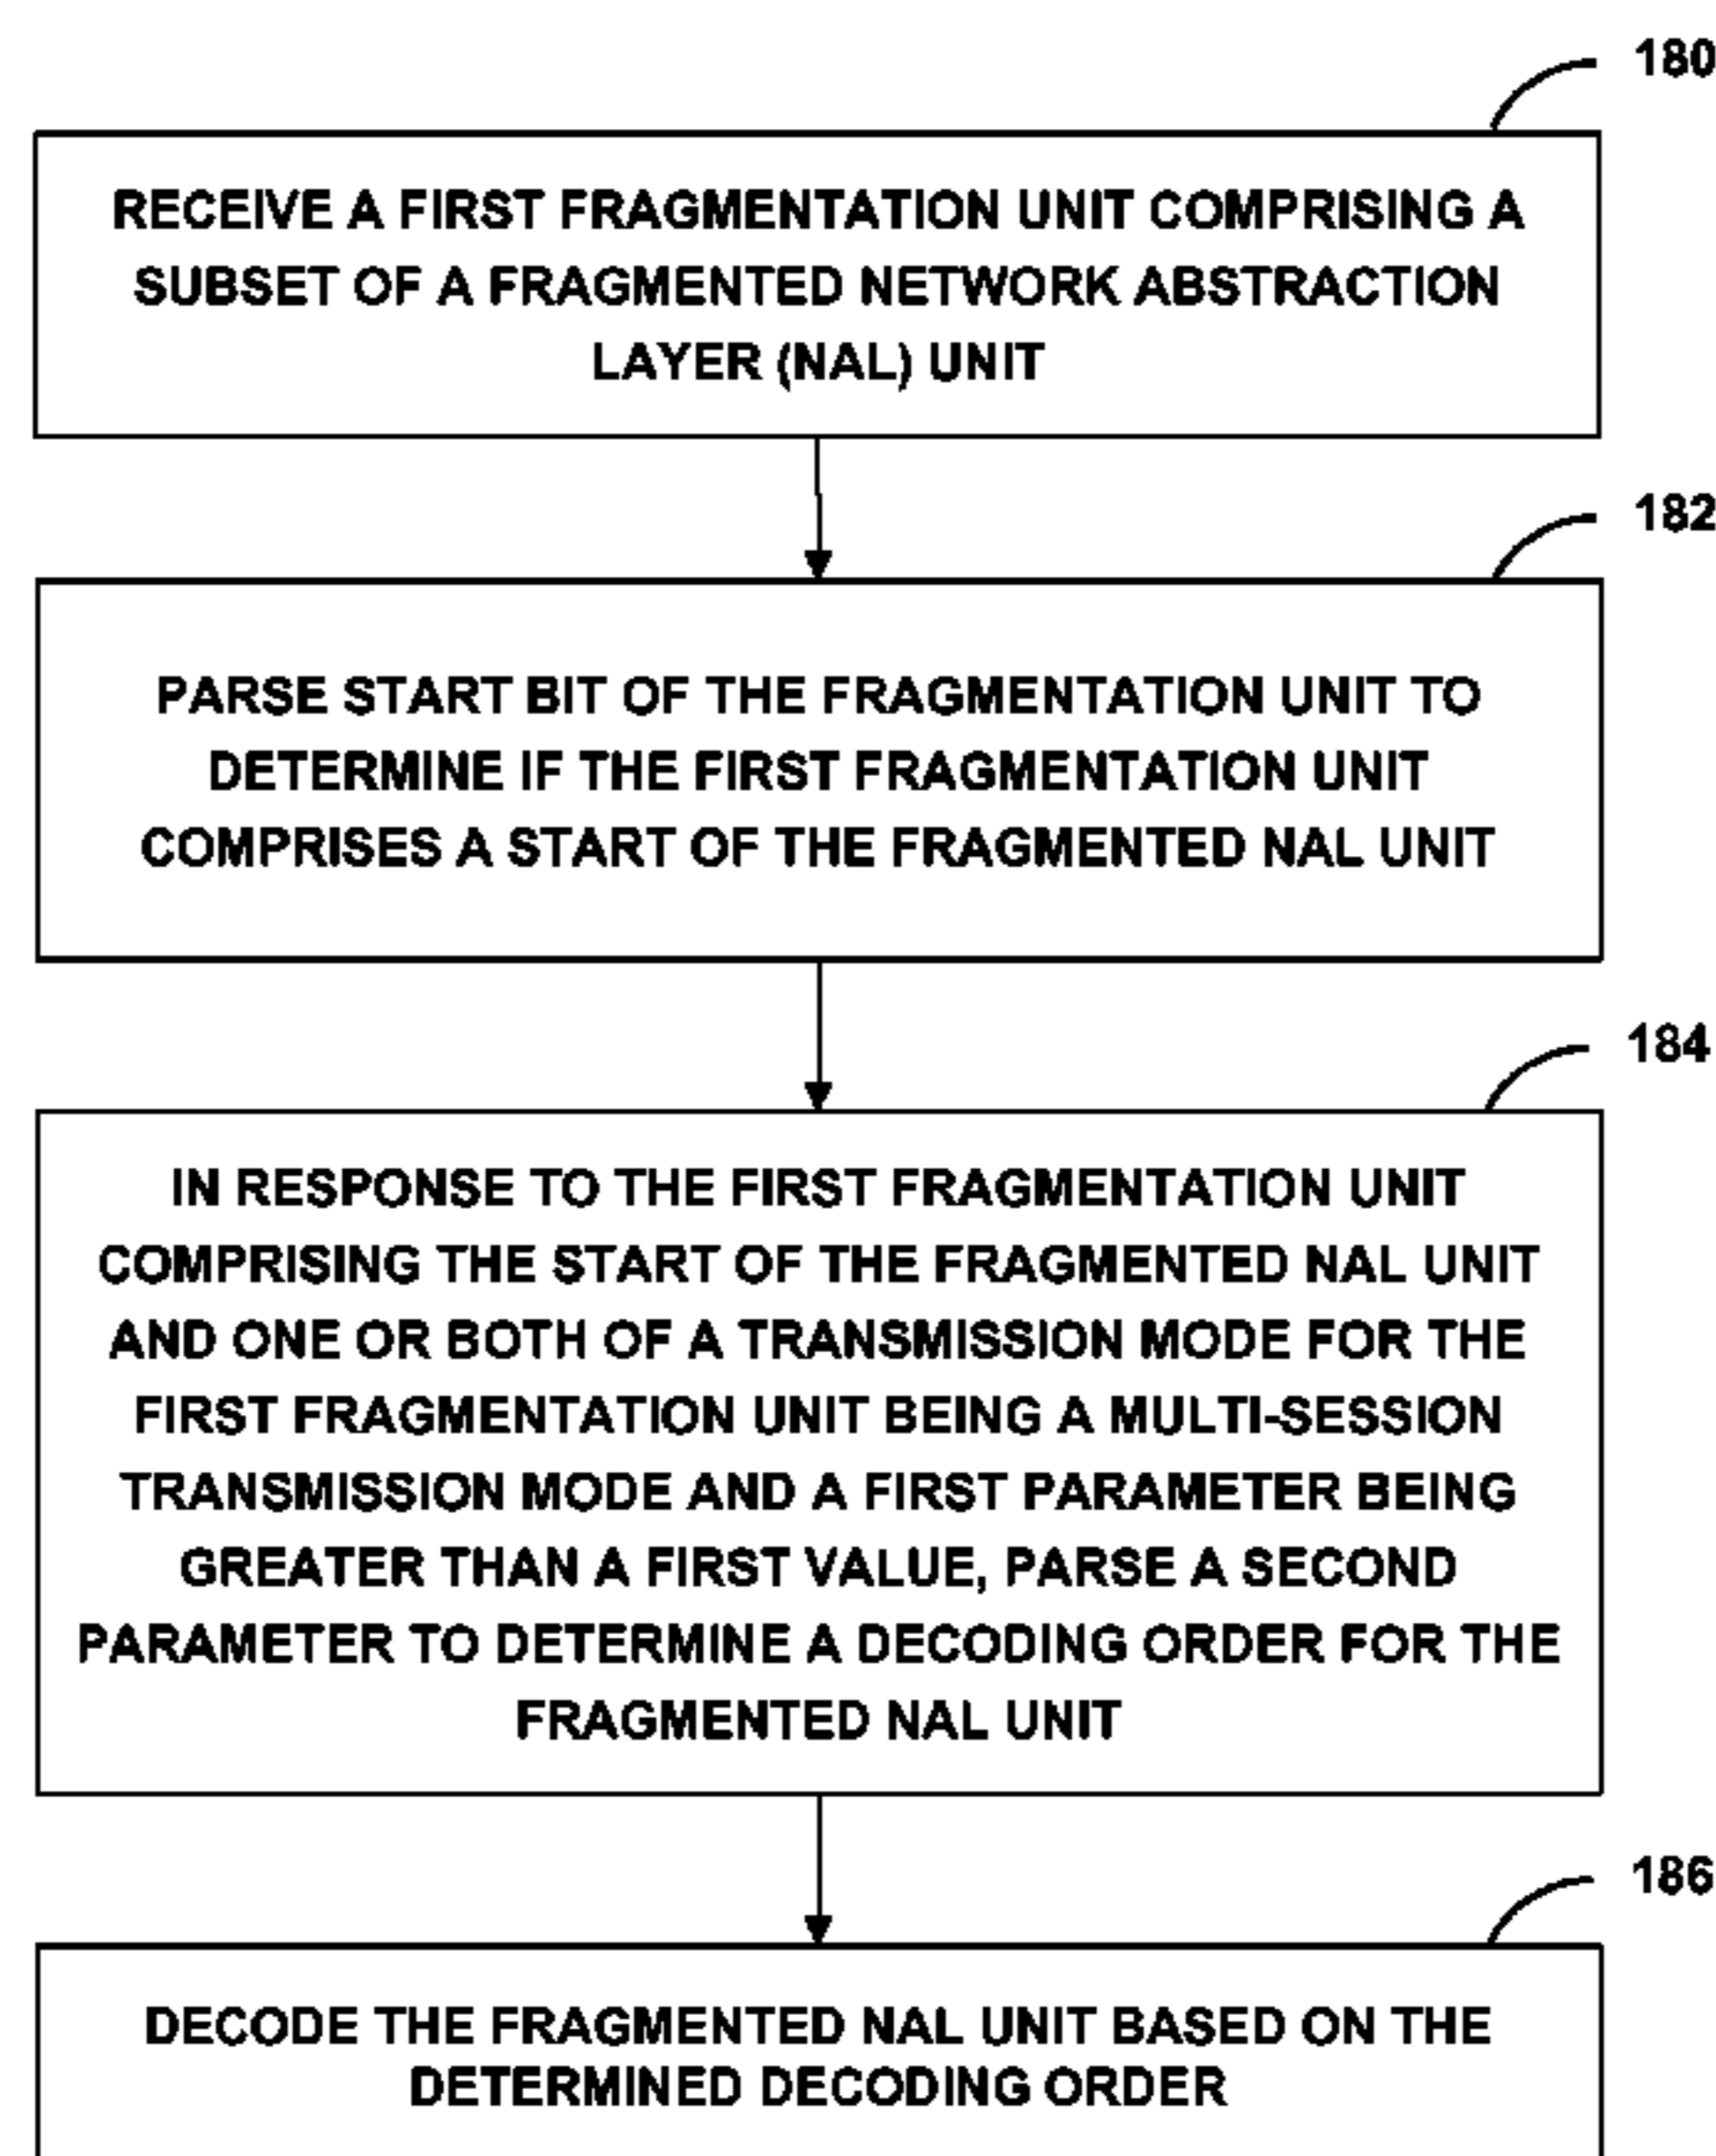 180
RECEIVE A FIRST FRAGMENTATION UNIT COMPRISING A
SUBSET OF A FRAGMENTED NETWORK ABSTRACTION
LAYER (NAL) UNIT
182
PARSE START BIT OF THE FRAGMENTATION UNIT TO
DETERMINE IF THE FIRST FRAGMENTATION UNIT
COMPRISES A START OF THE FRAGMENTED NAL UNIT
184
IN RESPONSE TO THE FIRST FRAGMENTATION UNIT
COMPRISING THE START OF THE FRAGMENTED NAL UNIT
AND ONE OR BOTH OF A TRANSMISSION MODE FOR THE
FIRST FRAGMENTATION UNIT BEING A MULTI-SESSION
TRANSMISSION MODE AND A FIRST PARAMETER BEING
GREATER THAN A FIRST VALUE, PARSE A SECOND
PARAMETER TO DETERMINE A DECODING ORDER FOR THE
FRAGMENTED NAL UNIT
186
DECODE THE FRAGMENTED NAL UNIT BASED ON THE
DETERMINED DECODING ORDER